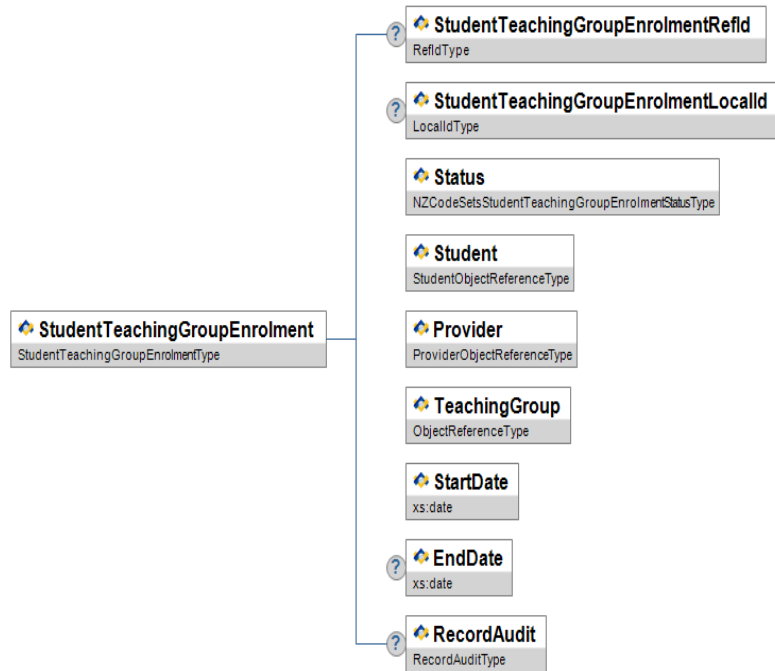 ?
StudentTeachingGroupEnrolmentRefId
RefIdType
?
StudentTeachingGroupEnrolmentLocalId
LocalIdType
Status
NZCodeSetsStudentTeachingGroupEnrolmentStatusType
Student
StudentObjectReferenceType
StudentTeachingGroupEnrolment
StudentTeachingGroupEnrolmentType
Provider
ProviderObjectReferenceType
TeachingGroup
ObjectReferenceType
StartDate
xs:date
?
EndDate
xs:date
?
RecordAudit
RecordAuditType